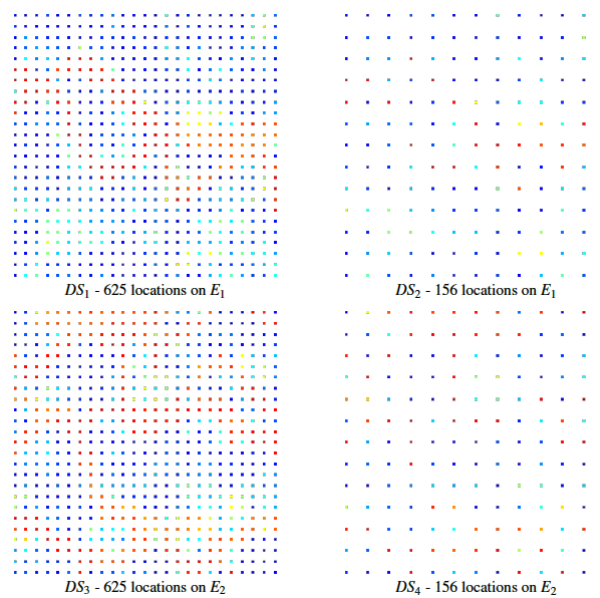 DS1 - 625 locations on E1
DS2 - 156 locations on E1
DS3 - 625 locations on E2
DS4 - 156 locations on E2